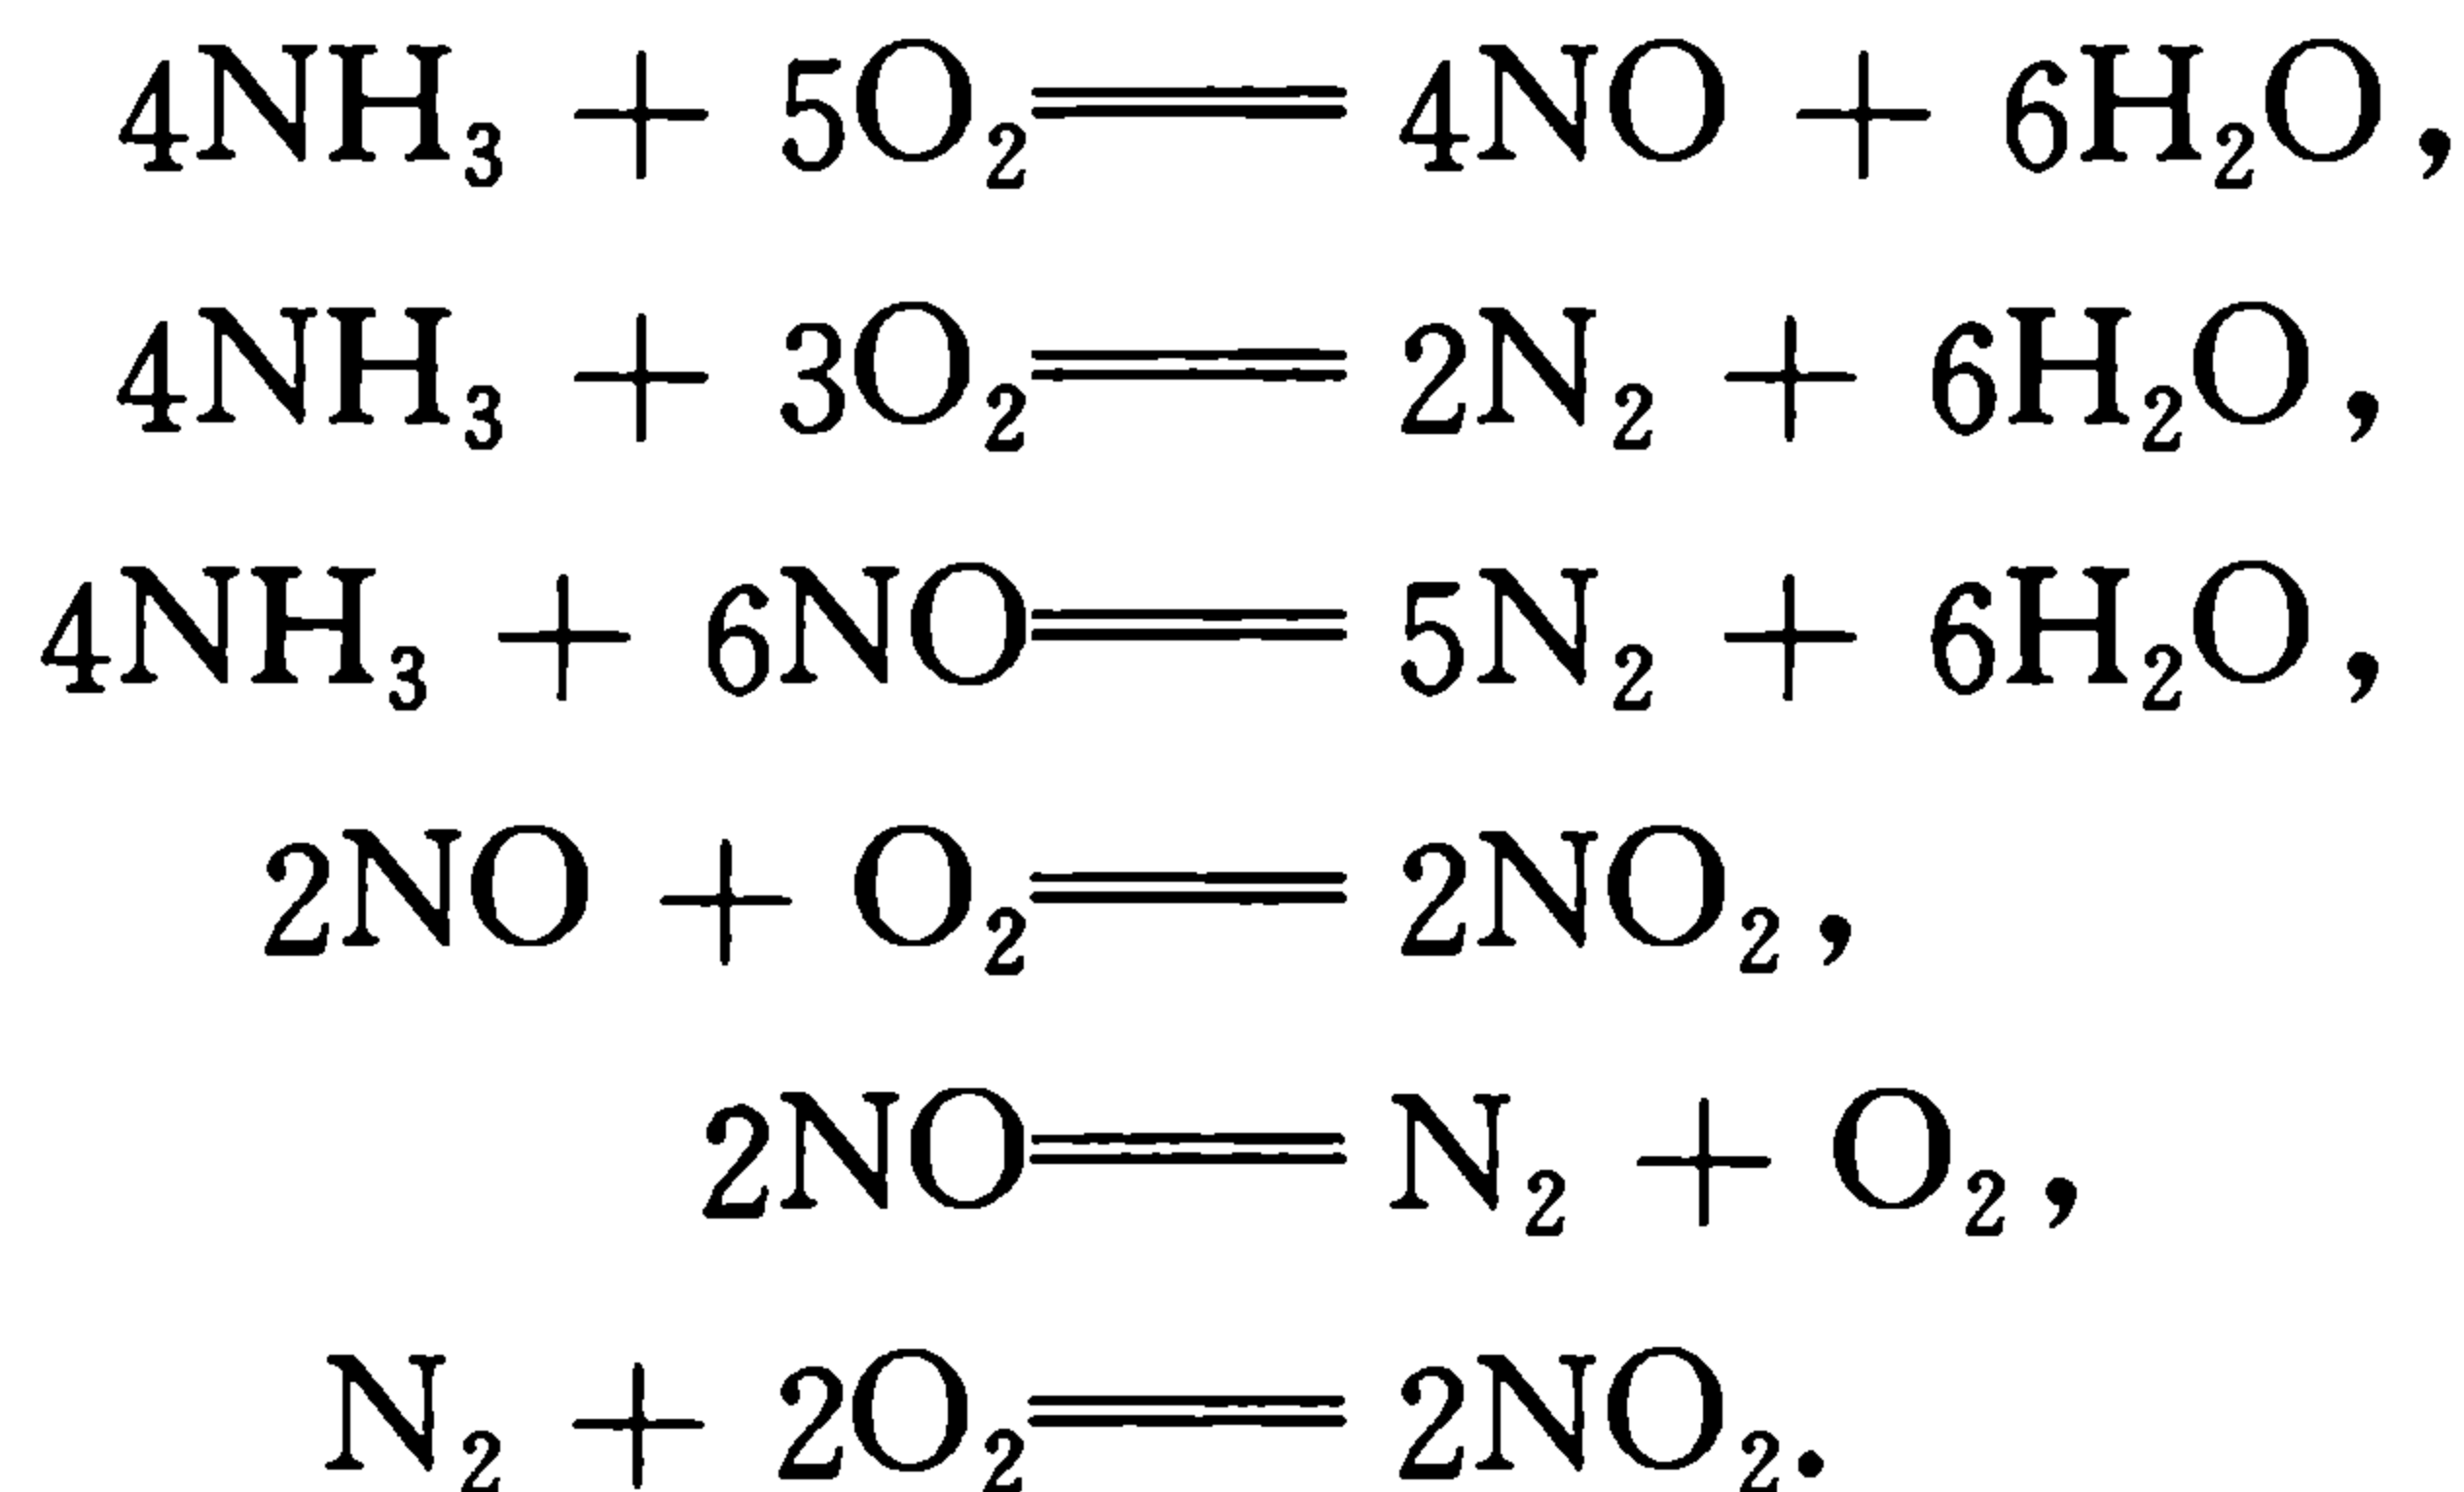 4NH₃ + 5O₂ ═ 4NO + 6H₂O,
4NH₃ + 3O₂ ═ 2N₂ + 6H₂O,
4NH₃ + 6NO ═ 5N₂ + 6H₂O,
2NO + O₂ ═ 2NO₂,
2NO ═ N₂ + O₂,
N₂ + 2O₂ ═ 2NO₂.